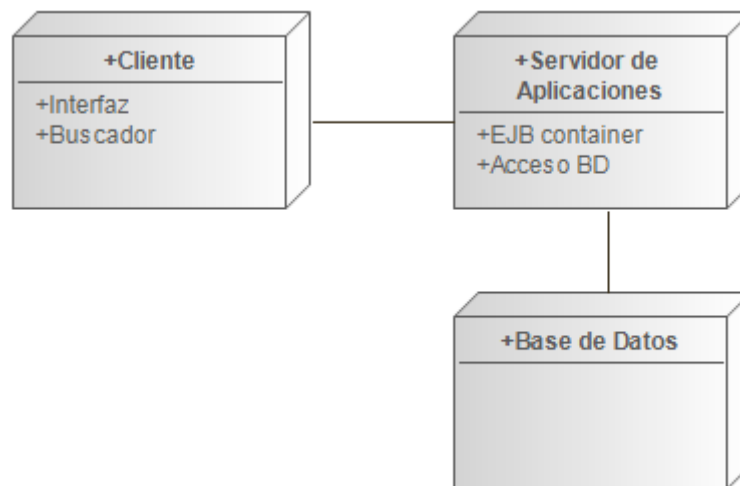 +Cliente
+Interfaz
+Buscador
+Servidor de
Aplicaciones
+EJB container
+Acceso BD
+Base de Datos